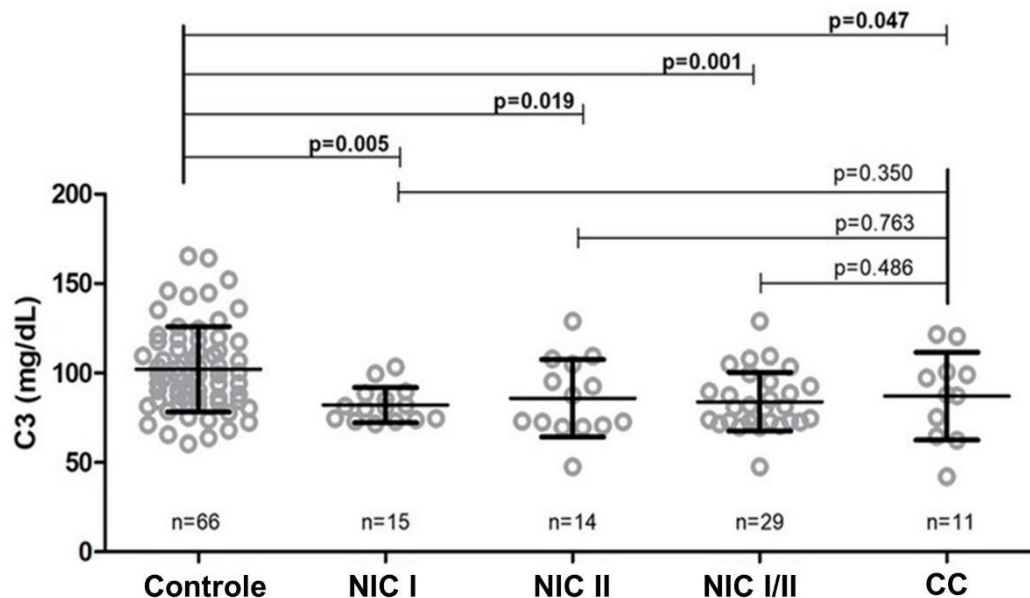 p=0.047
p=0.001
p=0.019
p=0.005
p=0.350
p=0.763
p=0.486
C3 (mg/dL)
200
150
100
50
0
n=66 n=15 n=14 n=29 n=11
Controle NIC I NIC II NIC I/II CC